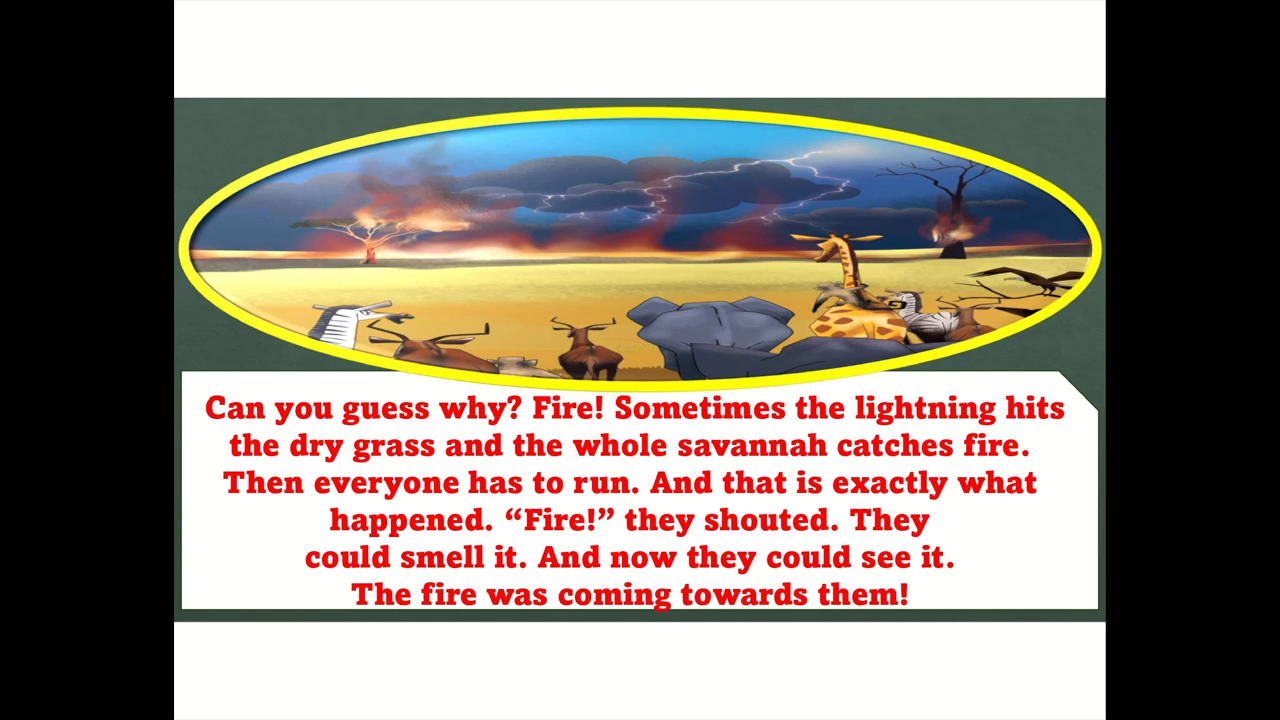 Can you guess why? Fire! Sometimes the lightning hits
the dry grass and the whole savannah catches fire.
Then everyone has to run. And that is exactly what
happened. “Fire!” they shouted. They
could smell it. And now they could see it.
The fire was coming towards them!